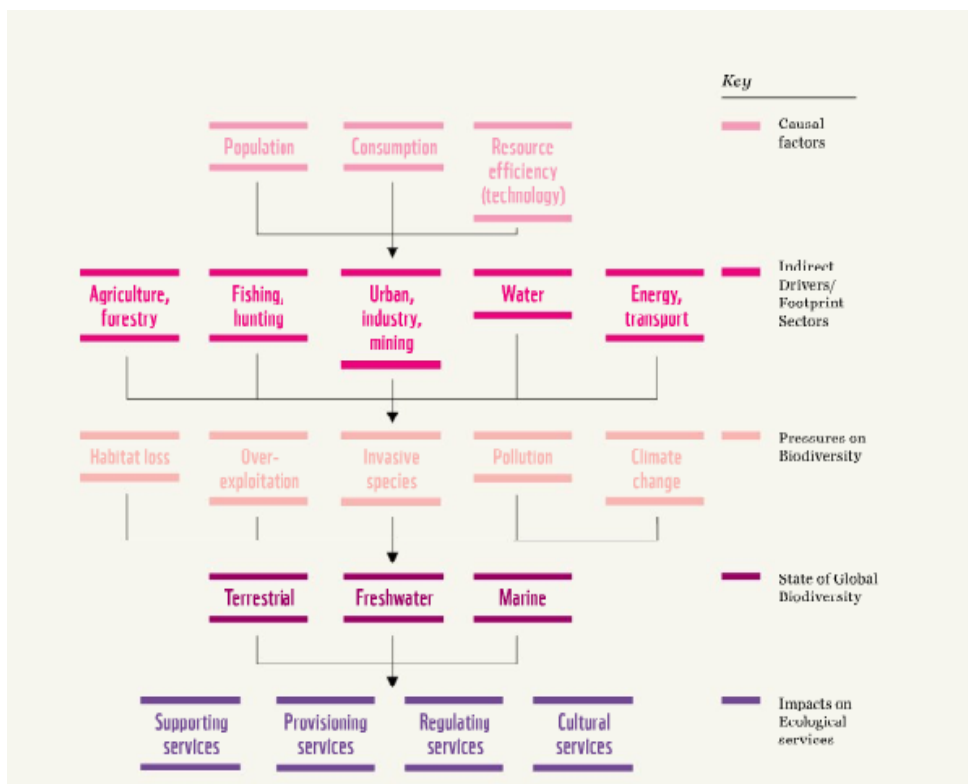 Key
Causal
factors
Population
Consumption
Resource
efficiency
(technology)
Indirect
Drivers/
Footprint
Sectors
Agriculture,
forestry
Fishing,
hunting
Urban,
industry,
mining
Water
Energy,
transport
Pressures on
Biodiversity
Habitat loss
Over-
exploitation
Invasive
species
Pollution
Climate
change
State of Global
Biodiversity
Terrestrial
Freshwater
Marine
Impacts on
Ecological
services
Supporting
services
Provisioning
services
Regulating
services
Cultural
services